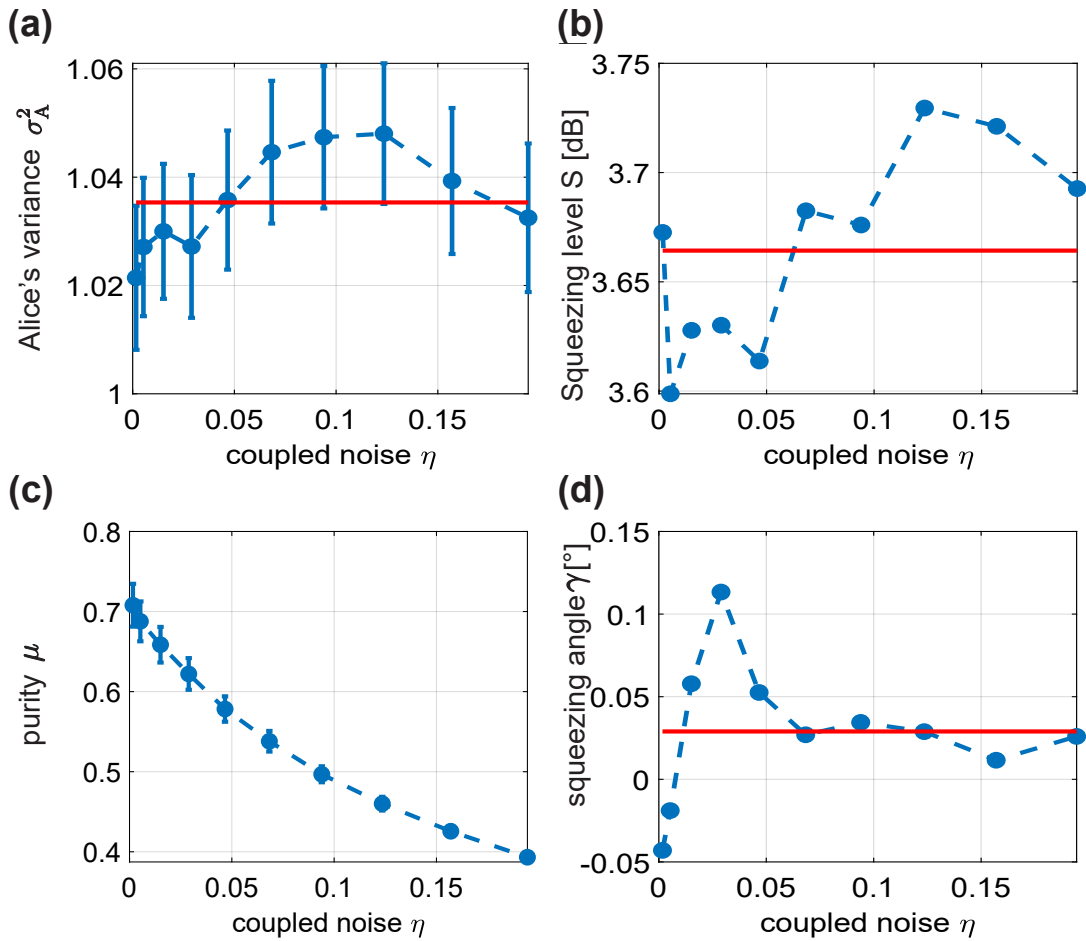 (a)
Alice's variance σ_A^2
1.06
1.04
1.02
1
0
0.05
0.1
0.15
coupled noise η
(b)
Squeezing level S [dB]
3.75
3.7
3.65
3.6
0
0.05
0.1
0.15
coupled noise η
(c)
purity μ
0.8
0.7
0.6
0.5
0.4
0
0.05
0.1
0.15
coupled noise η
(d)
squeezing angle γ[°]
0.15
0.1
0.05
0
-0.05
0
0.05
0.1
0.15
coupled noise η